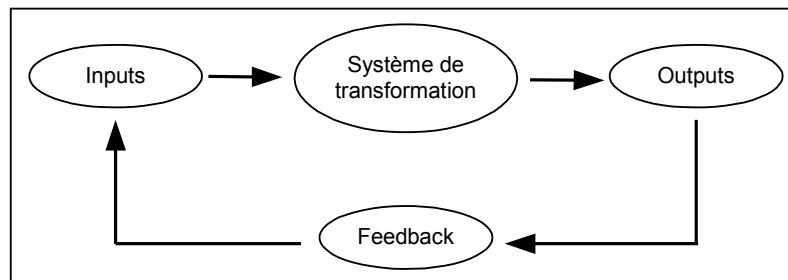 Inputs
Système de
transformation
Outputs
Feedback